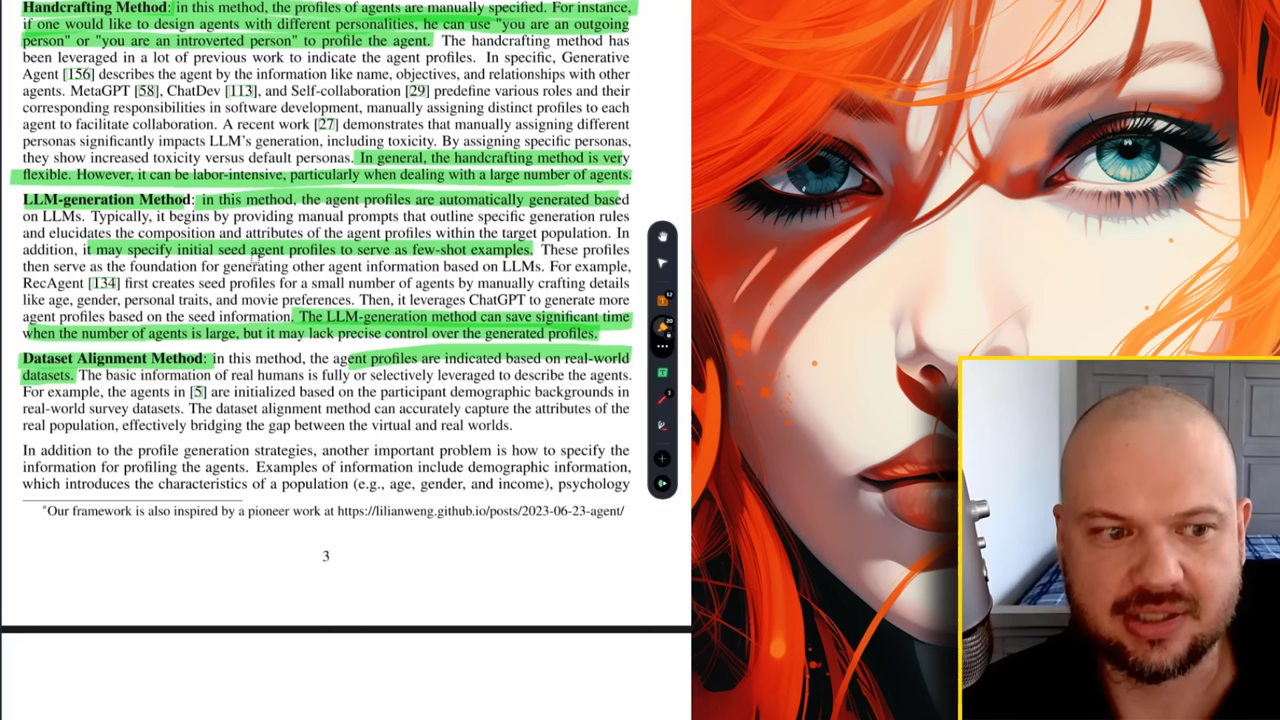 Handcrafting Method: in this method, the profiles of agents are manually specified. For instance,
if one would like to design agents with different personalities, he can use "you are an outgoing
person" or "you are an introverted person" to profile the agent. The handcrafting method has
been leveraged in a lot of previous work to indicate the agent profiles. In specific, Generative
Agent [156] describes the agent by the information like name, objectives, and relationships with other
agents. MetaGPT [58], ChatDev [113], and Self-collaboration [29] predefine various roles and their
corresponding responsibilities in software development, manually assigning distinct profiles to each
agent to facilitate collaboration. A recent work [27] demonstrates that manually assigning different
personas significantly impacts LLM's generation, including toxicity. By assigning specific personas,
they show increased toxicity versus default personas. In general, the handcrafting method is very
flexible. However, it can be labor-intensive, particularly when dealing with a large number of agents.
LLM-generation Method: in this method, the agent profiles are automatically generated based
on LLMs. Typically, it begins by providing manual prompts that outline specific generation rules
and elucidates the composition and attributes of the agent profiles within the target population. In
addition, it may specify initial seed agent profiles to serve as few-shot examples. These profiles
then serve as the foundation for generating other agent information based on LLMs. For example,
RecAgent [134] first creates seed profiles for a small number of agents by manually crafting details
like age, gender, personal traits, and movie preferences. Then, it leverages ChatGPT to generate more
agent profiles based on the seed information. The LLM-generation method can save significant time
when the number of agents is large, but it may lack precise control over the generated profiles.
Dataset Alignment Method: in this method, the agent profiles are indicated based on real-world
datasets. The basic information of real humans is fully or selectively leveraged to describe the agents.
For example, the agents in [5] are initialized based on the participant demographic backgrounds in
real-world survey datasets. The dataset alignment method can accurately capture the attributes of the
real population, effectively bridging the gap between the virtual and real worlds.
In addition to the profile generation strategies, another important problem is how to specify the
information for profiling the agents. Examples of information include demographic information,
which introduces the characteristics of a population (e.g., age, gender, and income), psychology
*Our framework is also inspired by a pioneer work at https://lilianweng.github.io/posts/2023-06-23-agent/
3